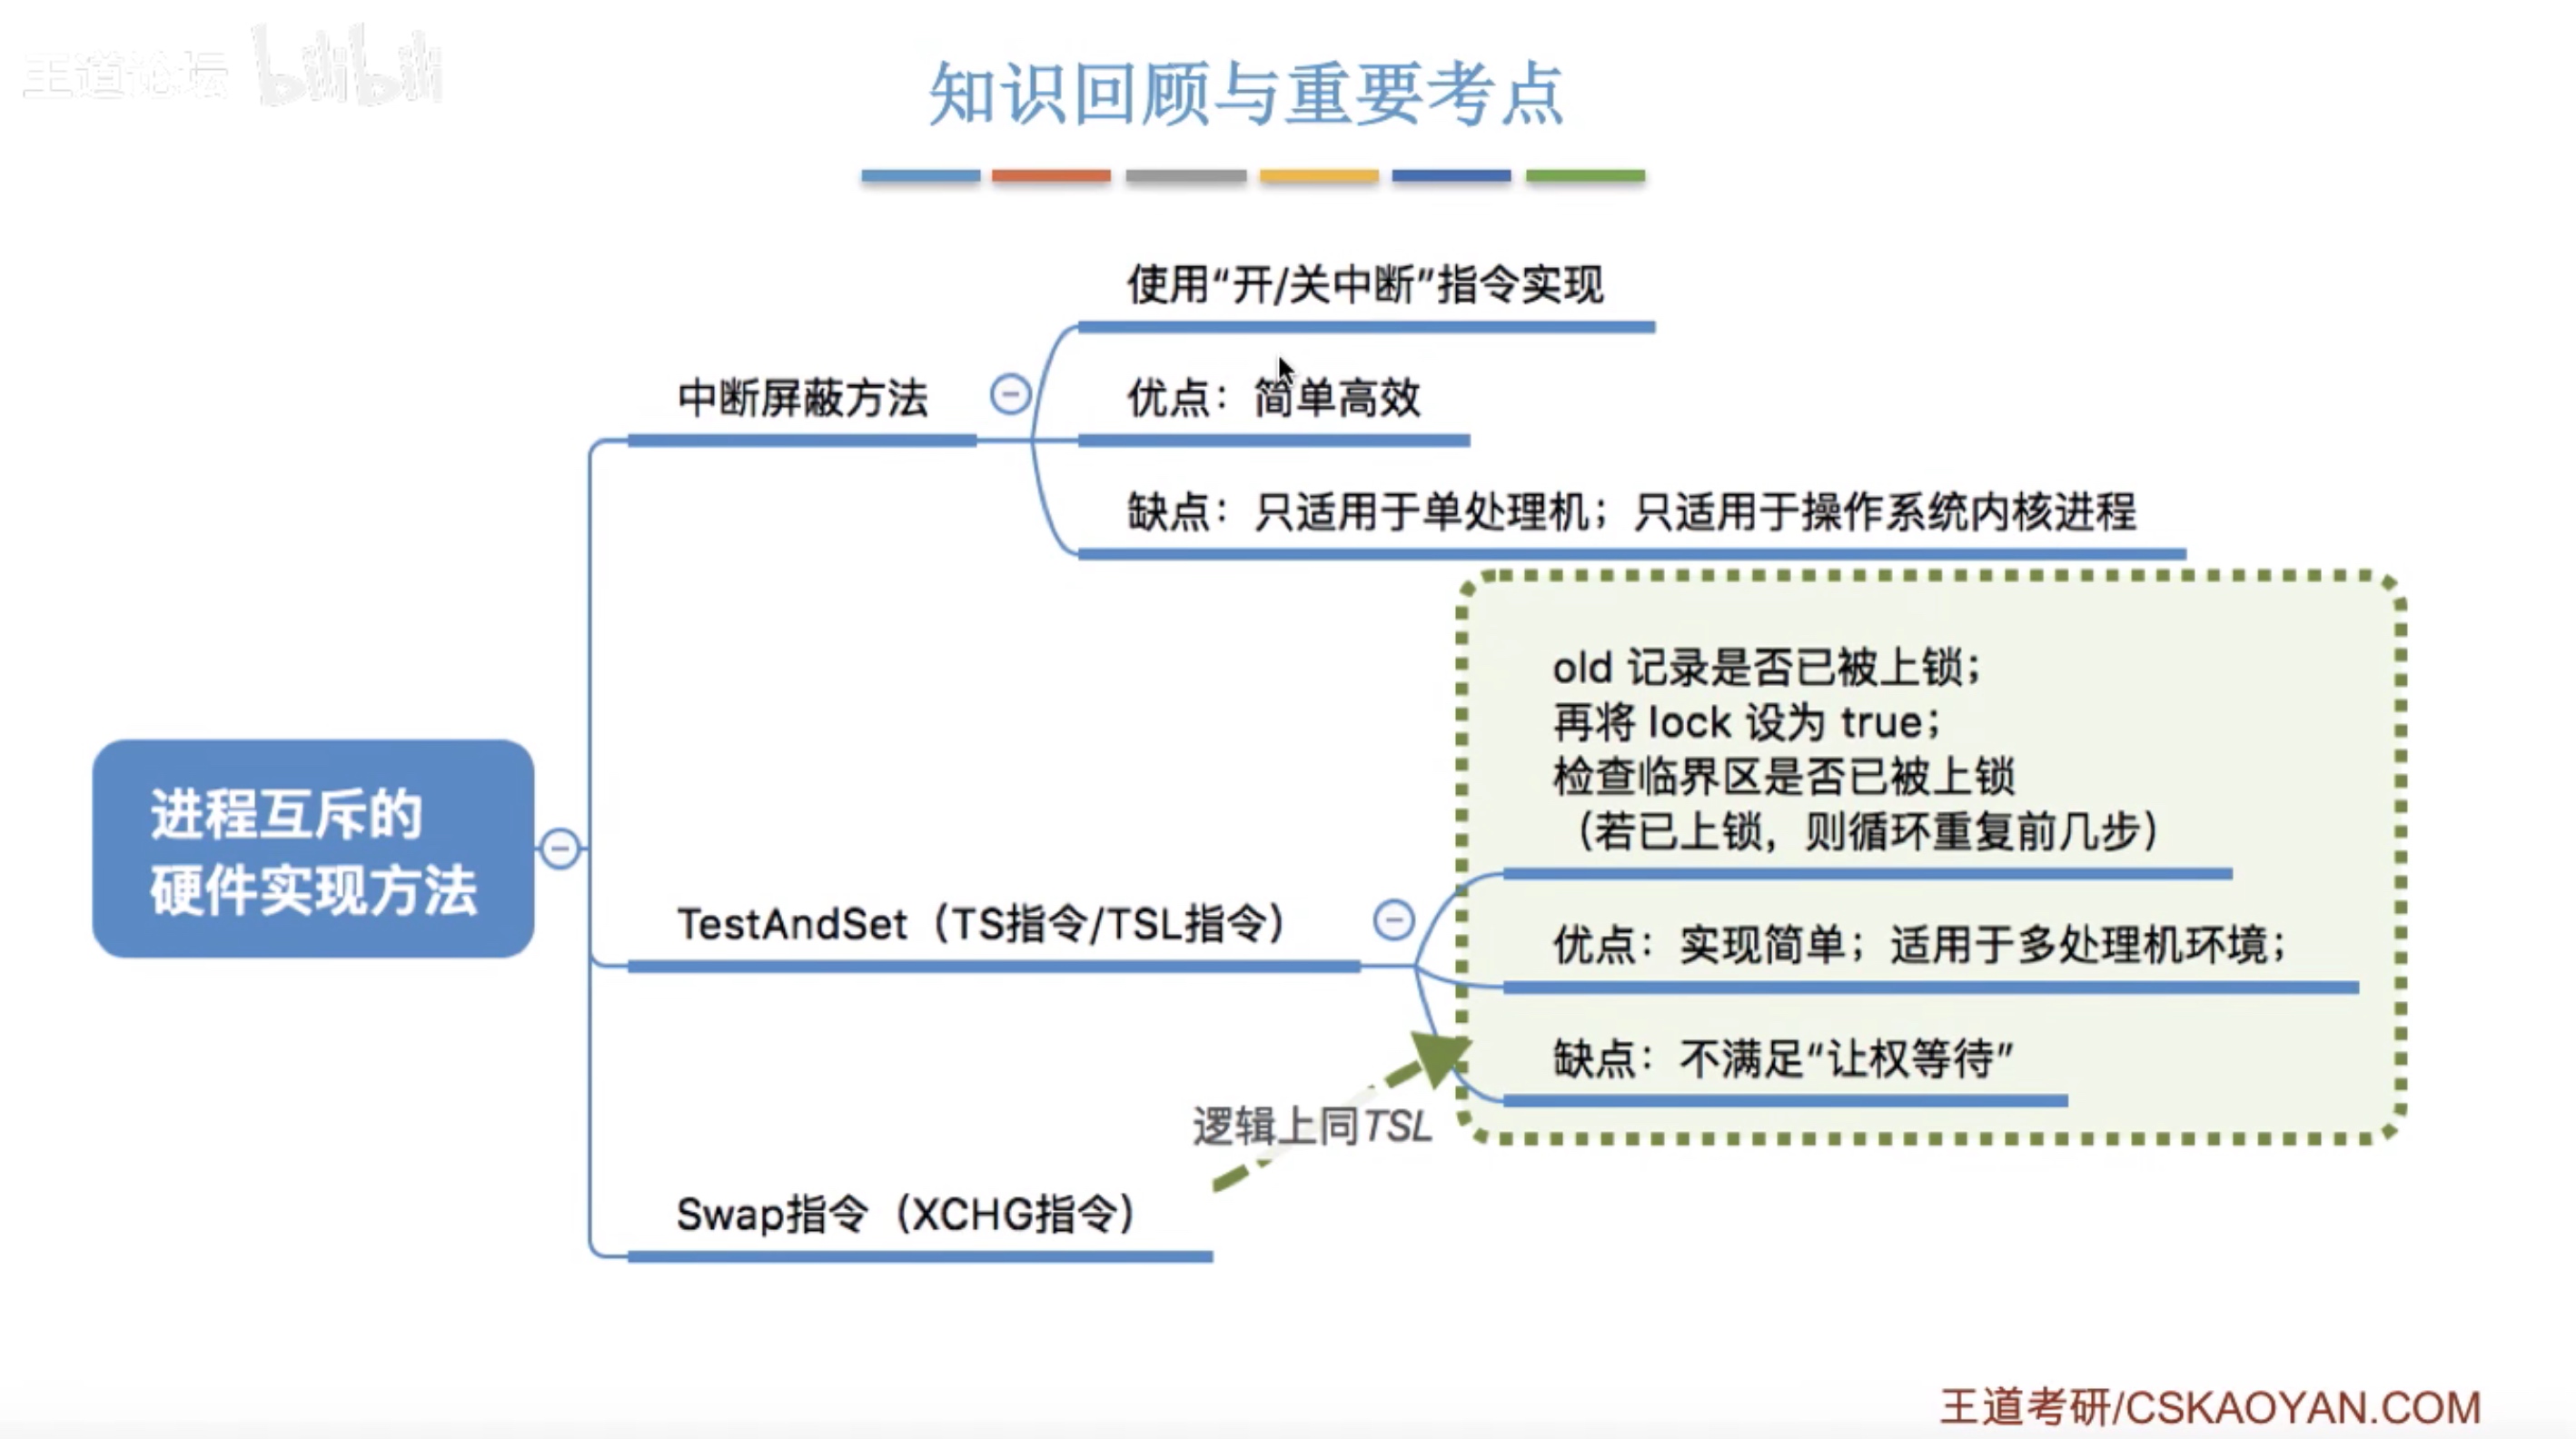 王道论坛 bilibili
知识回顾与重要考点
使用“开/关中断”指令实现
中断屏蔽方法
优点：简单高效
缺点：只适用于单处理机；只适用于操作系统内核进程
进程互斥的
硬件实现方法
TestAndSet（TS指令/TSL指令）
old 记录是否已被上锁；
再将 lock 设为 true；
检查临界区是否已被上锁
（若已上锁，则循环重复前几步）
优点：实现简单；适用于多处理机环境；
缺点：不满足“让权等待”
逻辑上同TSL
Swap指令（XCHG指令）
王道考研/CSKAOYAN.COM